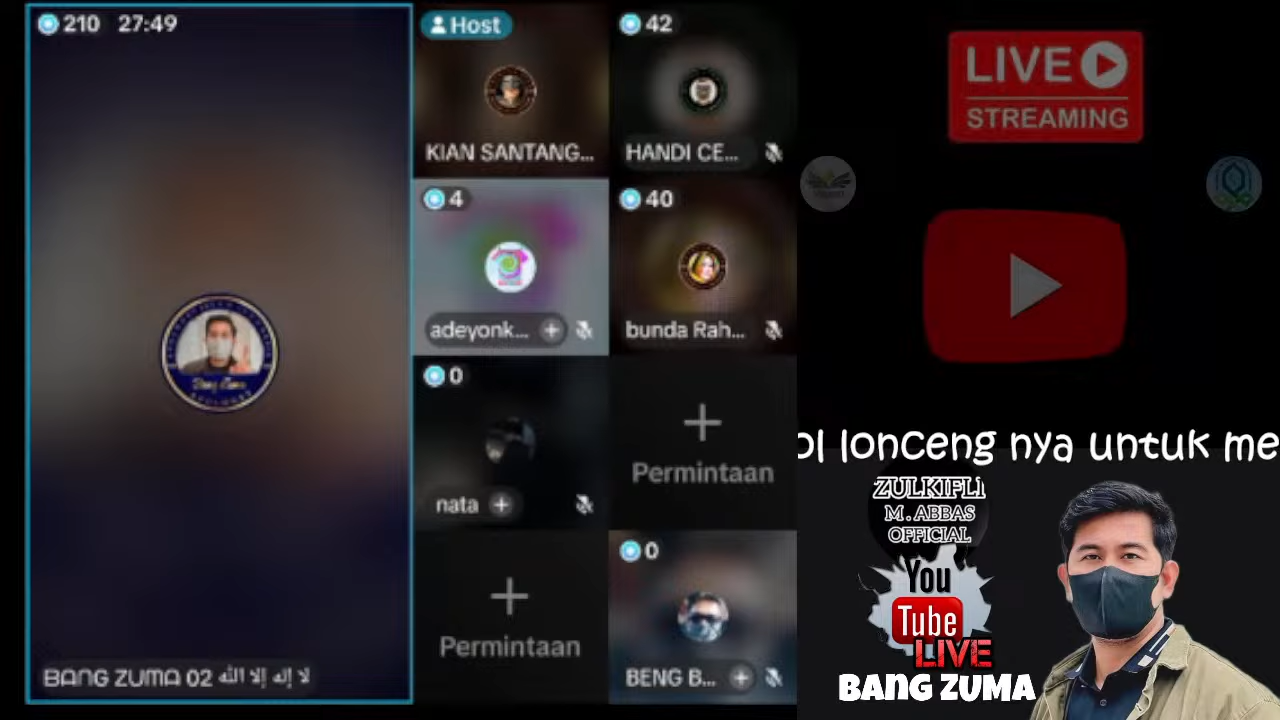 210 27:49
BANG ZUMA 02 لا إله إلا الله
Host
KIAN SANTANG...
42
HANDI CE...
4
adeyonk...
40
bunda Rah...
0
nata
Permintaan
Permintaan
0
BENG B...
LIVE
STREAMING
ol lonceng nya untuk me
ZULKIFLI
M.ABBAS
OFFICIAL
You
Tube
LIVE
BANG ZUMA
Bang Zuma